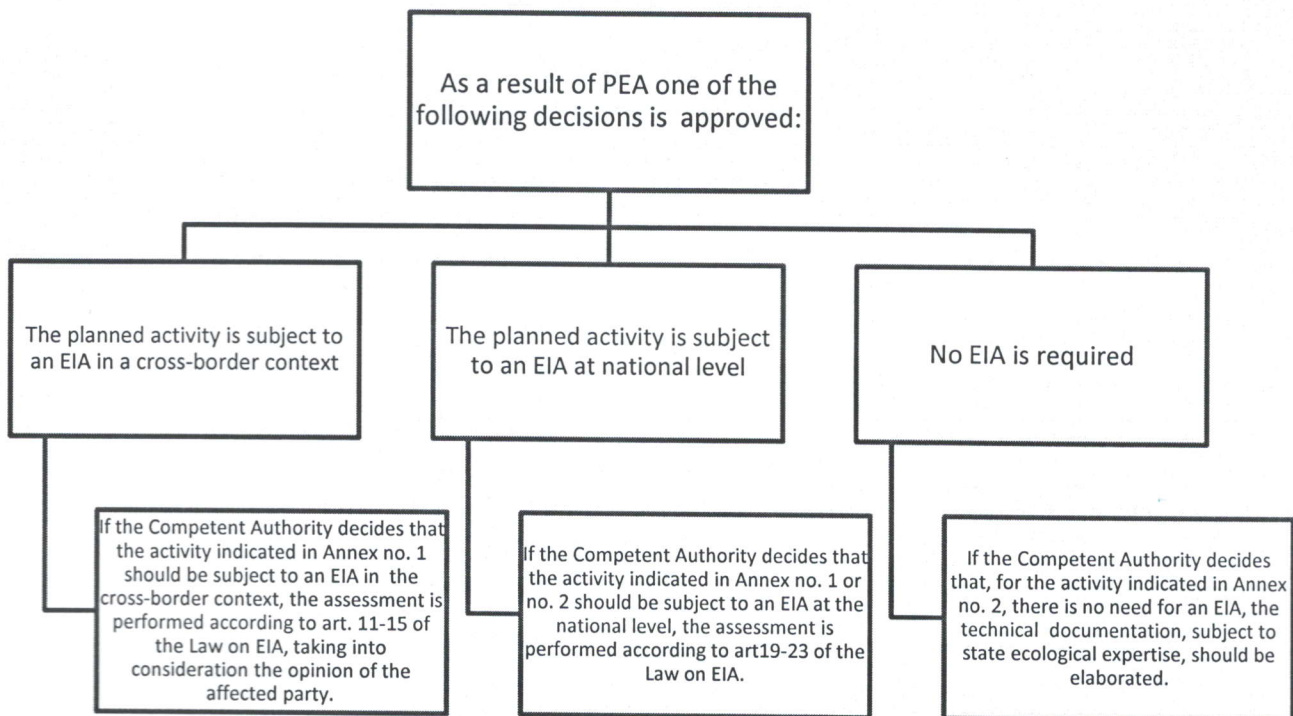 As a result of PEA one of the
following decisions is approved:
The planned activity is subject to
an EIA in a cross-border context
The planned activity is subject
to an EIA at national level
No EIA is required
If the Competent Authority decides that
the activity indicated in Annex no. 1
should be subject to an EIA in the
cross-border context, the assessment is
performed according to art. 11-15 of
the Law on EIA, taking into
consideration the opinion of the
affected party.
If the Competent Authority decides that
the activity indicated in Annex no. 1 or
no. 2 should be subject to an EIA at the
national level, the assessment is
performed according to art19-23 of the
Law on EIA.
If the Competent Authority decides
that, for the activity indicated in Annex
no. 2, there is no need for an EIA, the
technical documentation, subject to
state ecological expertise, should be
elaborated.